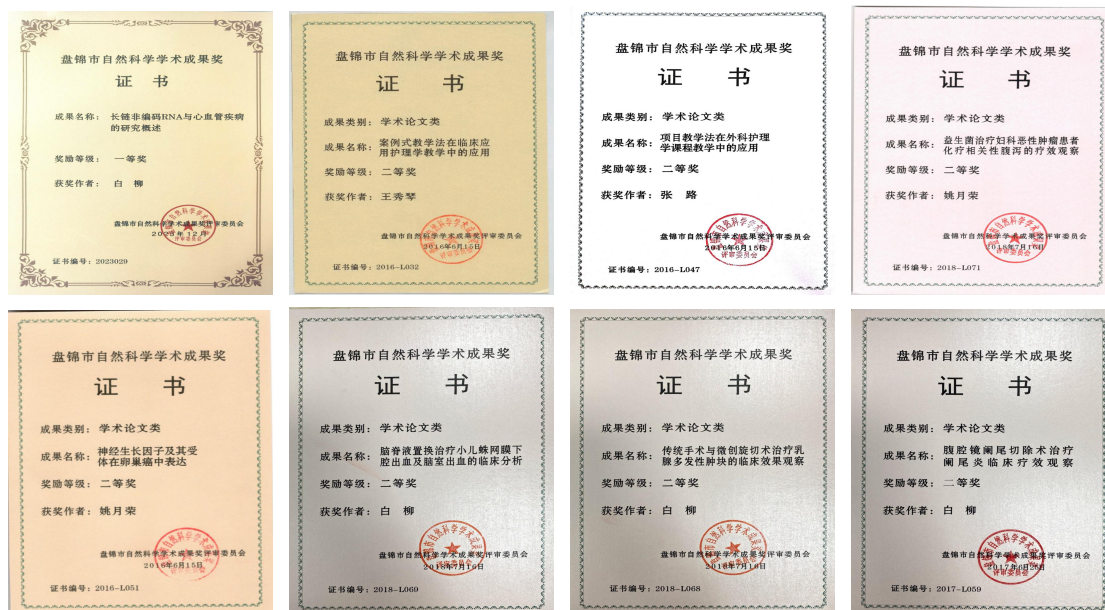 盘锦市自然科学学术成果奖
证 书
成果名称: 长链非编码RNA与心血管疾病
的研究概述
奖励等级: 一等奖
获奖作者: 白 柳
盘锦市自然科学学术成果奖评审委员会
2023年12月
证书编号: 2023029
盘锦市自然科学学术成果奖
证 书
成果类别: 学术论文类
成果名称: 案例式教学法在临床应
用护理学教学中的应用
奖励等级: 二等奖
获奖作者: 王秀琴
盘锦市自然科学学术成果奖评审委员会
2016年6月15日
证书编号: 2016-L032
盘锦市自然科学学术成果奖
证 书
成果类别: 学术论文类
成果名称: 项目教学法在外科护理
学课程教学中的应用
奖励等级: 二等奖
获奖作者: 张 路
盘锦市自然科学学术成果奖评审委员会
2016年6月15日
证书编号: 2016-L047
盘锦市自然科学学术成果奖
证 书
成果类别: 学术论文类
成果名称: 益生菌治疗妇科恶性肿瘤患者
化疗相关性腹泻的疗效观察
奖励等级: 二等奖
获奖作者: 姚月荣
盘锦市自然科学学术成果奖评审委员会
2018年7月16日
证书编号: 2018-L071
盘锦市自然科学学术成果奖
证 书
成果类别: 学术论文类
成果名称: 神经生长因子及其受
体在卵巢癌中表达
奖励等级: 二等奖
获奖作者: 姚月荣
盘锦市自然科学学术成果奖评审委员会
2016年6月15日
证书编号: 2016-L051
盘锦市自然科学学术成果奖
证 书
成果类别: 学术论文类
成果名称: 脑脊液置换治疗小儿蛛网膜下
腔出血及脑室出血的临床分析
奖励等级: 二等奖
获奖作者: 白 柳
盘锦市自然科学学术成果奖评审委员会
2018年7月16日
证书编号: 2018-L069
盘锦市自然科学学术成果奖
证 书
成果类别: 学术论文类
成果名称: 传统手术与微创旋切术治疗乳
腺多发性肿块的临床效果观察
奖励等级: 二等奖
获奖作者: 白 柳
盘锦市自然科学学术成果奖评审委员会
2018年7月16日
证书编号: 2018-L068
盘锦市自然科学学术成果奖
证 书
成果类别: 学术论文类
成果名称: 腹腔镜阑尾切除术治疗
阑尾炎临床疗效观察
奖励等级: 二等奖
获奖作者: 白 柳
盘锦市自然科学学术成果奖评审委员会
2017年6月26日
证书编号: 2017-L059